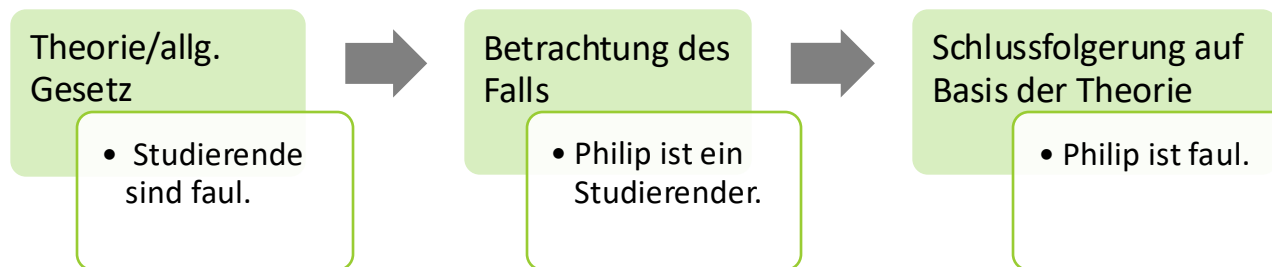 Theorie/allg.
Gesetz
• Studierende
sind faul.
Betrachtung des
Falls
• Philip ist ein
Studierender.
Schlussfolgerung auf
Basis der Theorie
• Philip ist faul.